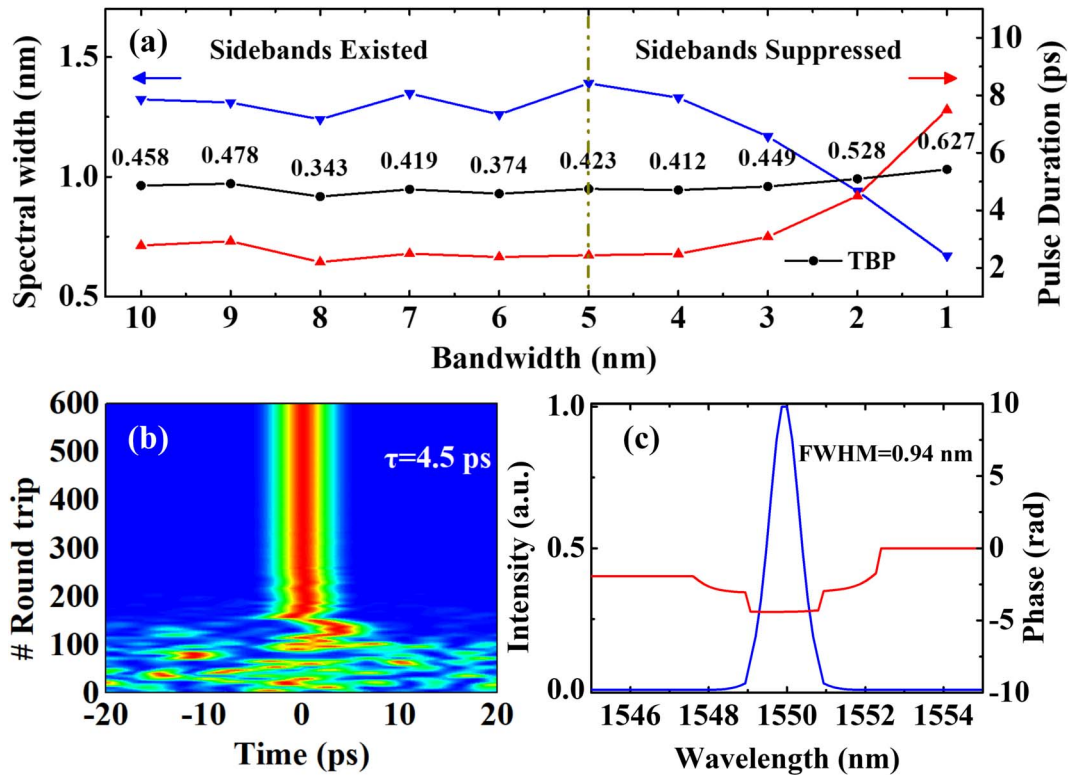 (a)
Sidebands Existed
Sidebands Suppressed
Spectral width (nm)
1.5
1.0
0.5
10
8
6
4
2
Pulse Duration (ps)
0.458 0.478 0.343 0.419 0.374 0.423 0.412 0.449 0.528 0.627
TBP
10 9 8 7 6 5 4 3 2 1
Bandwidth (nm)
(b)
τ=4.5 ps
# Round trip
600
500
400
300
200
100
0
-20 -10 0 10 20
Time (ps)
(c)
FWHM=0.94 nm
Intensity (a.u.)
1.0
0.5
0.0
10
5
0
-5
-10
Phase (rad)
1546 1548 1550 1552 1554
Wavelength (nm)